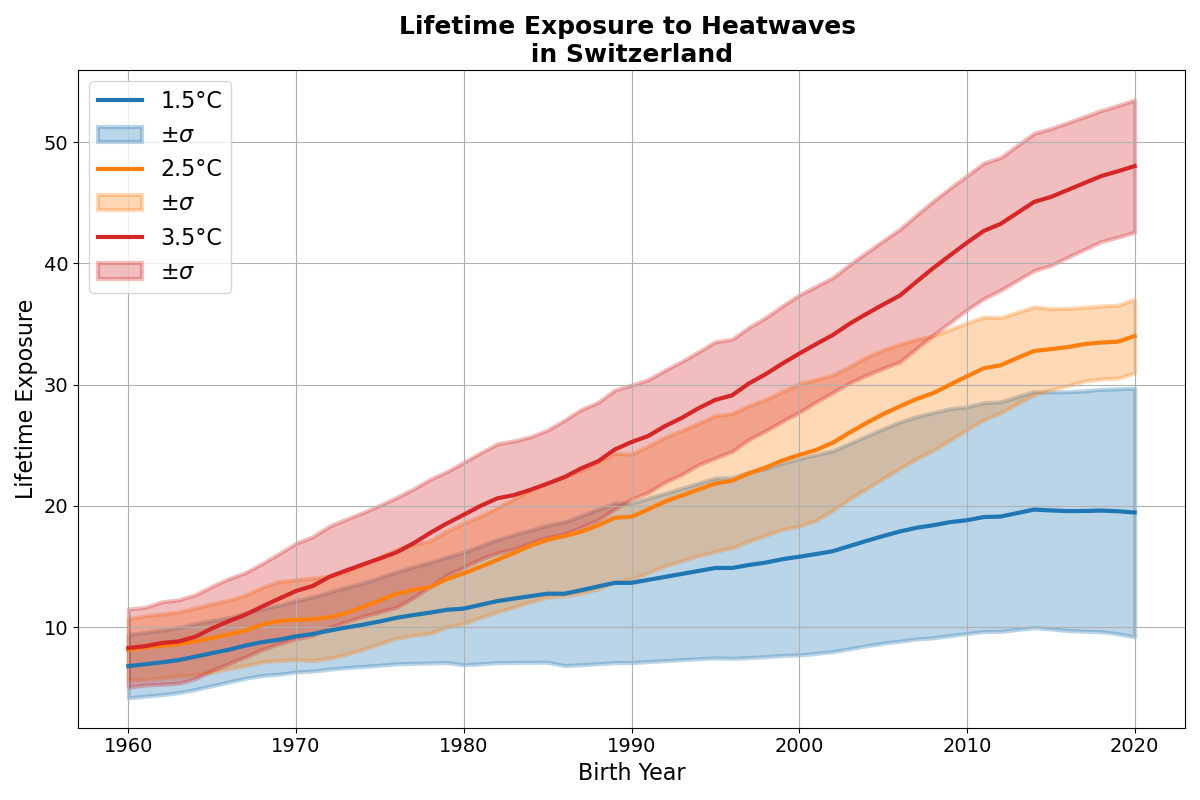 Lifetime Exposure to Heatwaves
in Switzerland
1.5°C
±σ
2.5°C
±σ
3.5°C
±σ
Lifetime Exposure
50
40
30
20
10
1960 1970 1980 1990 2000 2010 2020
Birth Year